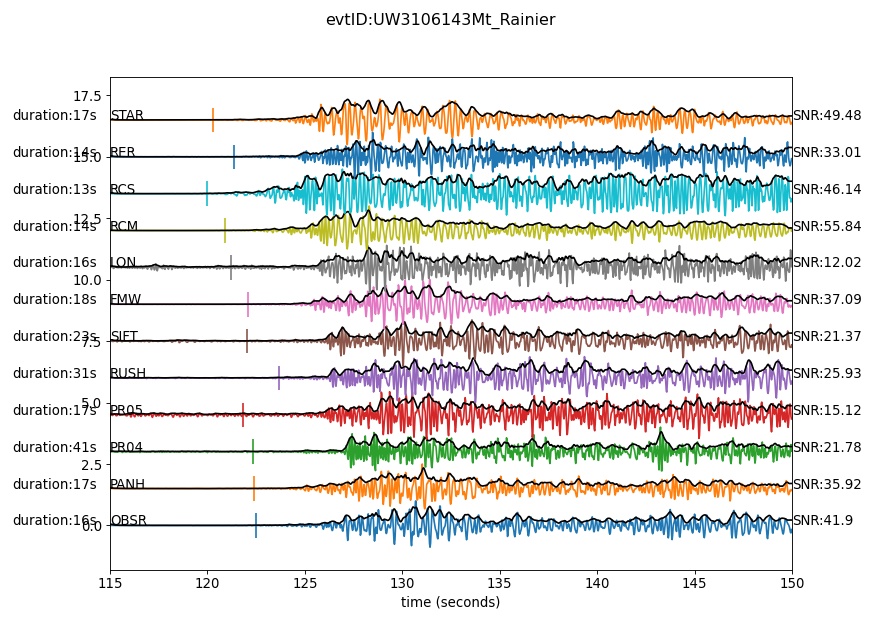 evtID:UW3106143Mt_Rainier
17.5
duration:17s STAR SNR:49.48
duration:14s RER SNR:33.01
15.0
duration:13s RCS SNR:46.14
12.5
duration:14s RCM SNR:55.84
duration:16s LON SNR:12.02
10.0
duration:18s FMW SNR:37.09
duration:23s SIFT SNR:21.37
7.5
duration:31s RUSH SNR:25.93
5.0
duration:17s PR05 SNR:15.12
duration:41s PR04 SNR:21.78
2.5
duration:17s PANH SNR:35.92
duration:16s OBSR SNR:41.9
0.0
115 120 125 130 135 140 145 150
time (seconds)